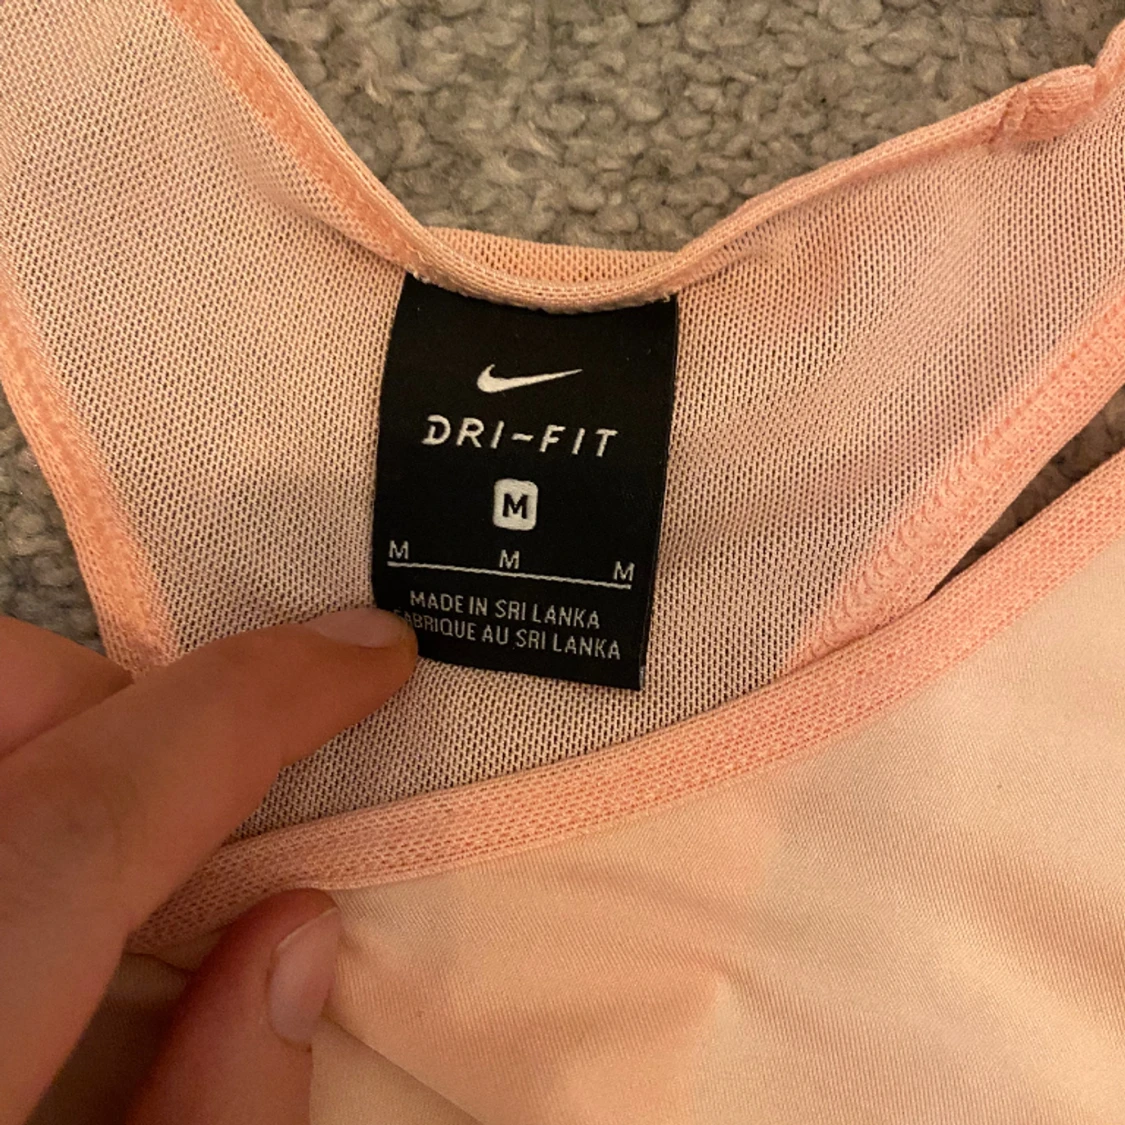 DRI-FIT
M
M M M
MADE IN SRI LANKA
FABRIQUE AU SRI LANKA